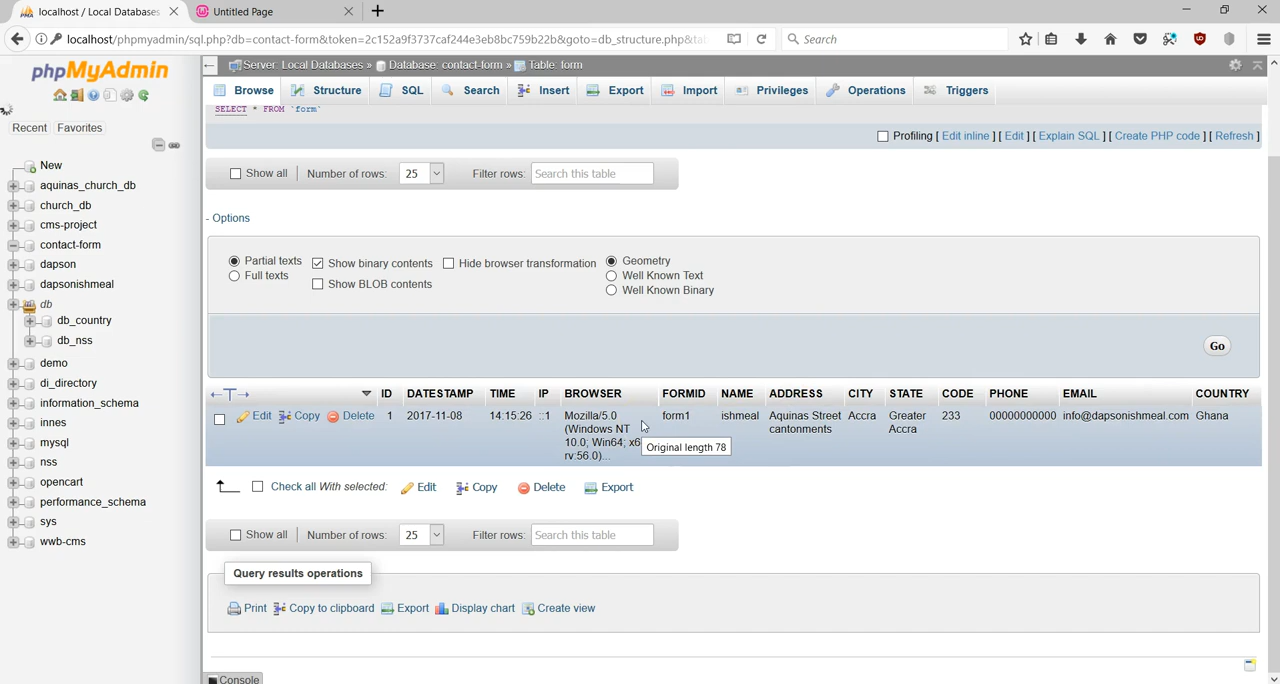 localhost / Local Databases
Untitled Page
localhost/phpmyadmin/sql.php?db=contact-form&token=2c152a9f3737caf244e3eb8bc759b22b&goto=db_structure.php&
Search
phpMyAdmin
Recent Favorites
New
aquinas_church_db
church_db
cms-project
contact-form
dapson
dapsonishmeal
db
db_country
db_nss
demo
di_directory
information_schema
innes
mysql
nss
opencart
performance_schema
sys
wwb-cms
Server: Local Databases » Database: contact-form » Table: form
Browse Structure SQL Search Insert Export Import Privileges Operations Triggers
SELECT * FROM `form`
Profiling [ Edit inline ] [ Edit ] [ Explain SQL ] [ Create PHP code ] [ Refresh ]
Show all Number of rows: 25 Filter rows: Search this table
- Options
Partial texts Show binary contents Hide browser transformation Geometry
Full texts Show BLOB contents Well Known Text
Well Known Binary
Go
ID DATESTAMP TIME IP BROWSER FORMID NAME ADDRESS CITY STATE CODE PHONE EMAIL COUNTRY
Edit Copy Delete 1 2017-11-08 14:15:26 ::1 Mozilla/5.0 form1 ishmeal Aquinas Street Accra Greater 233 00000000000 info@dapsonishmeal.com Ghana
(Windows NT cantonments Accra
10.0; Win64; x6
rv:56.0)...
Original length 78
Check all With selected: Edit Copy Delete Export
Show all Number of rows: 25 Filter rows: Search this table
Query results operations
Print Copy to clipboard Export Display chart Create view
Console